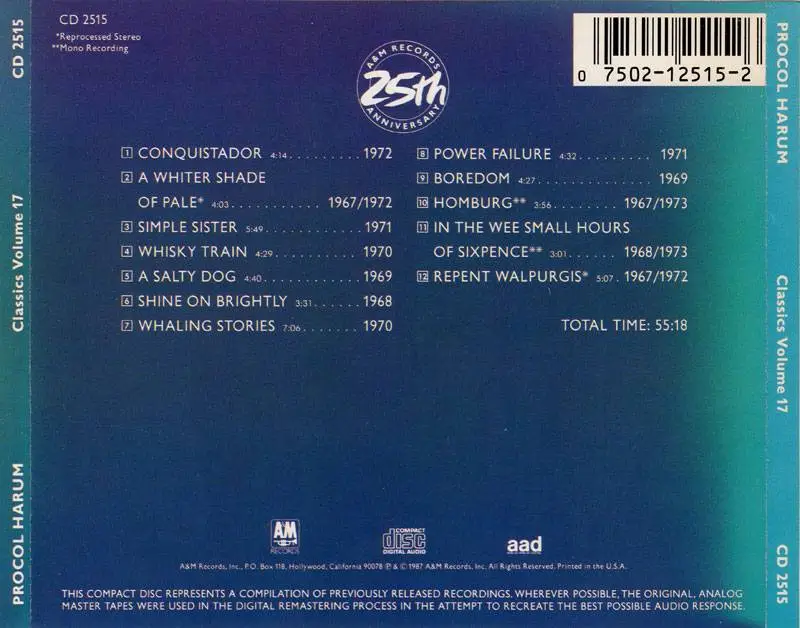 CD 2515
*Reprocessed Stereo
**Mono Recording
A&M RECORDS
25th
ANNIVERSARY
0 7502-12515-2
1 CONQUISTADOR 4:14.........1972
2 A WHITER SHADE
OF PALE* 4:03...........1967/1972
3 SIMPLE SISTER 5:49...........1971
4 WHISKY TRAIN 4:29..........1970
5 A SALTY DOG 4:40...........1969
6 SHINE ON BRIGHTLY 3:31.......1968
7 WHALING STORIES 7:06.........1970
8 POWER FAILURE 4:32.........1971
9 BOREDOM 4:27..............1969
10 HOMBURG** 3:56........1967/1973
11 IN THE WEE SMALL HOURS
OF SIXPENCE** 3:01......1968/1973
12 REPENT WALPURGIS* 5:07.1967/1972
TOTAL TIME: 55:18
A&M
RECORDS
COMPACT
disc
DIGITAL AUDIO
aad
A&M Records, Inc., P.O. Box 118, Hollywood, California 90078 ℗ & © 1987 A&M Records, Inc. All Rights Reserved. Printed in the U.S.A.
THIS COMPACT DISC REPRESENTS A COMPILATION OF PREVIOUSLY RELEASED RECORDINGS. WHEREVER POSSIBLE, THE ORIGINAL, ANALOG
MASTER TAPES WERE USED IN THE DIGITAL REMASTERING PROCESS IN THE ATTEMPT TO RECREATE THE BEST POSSIBLE AUDIO RESPONSE.
PROCOL HARUM Classics Volume 17 CD 2515
PROCOL HARUM Classics Volume 17 CD 2515